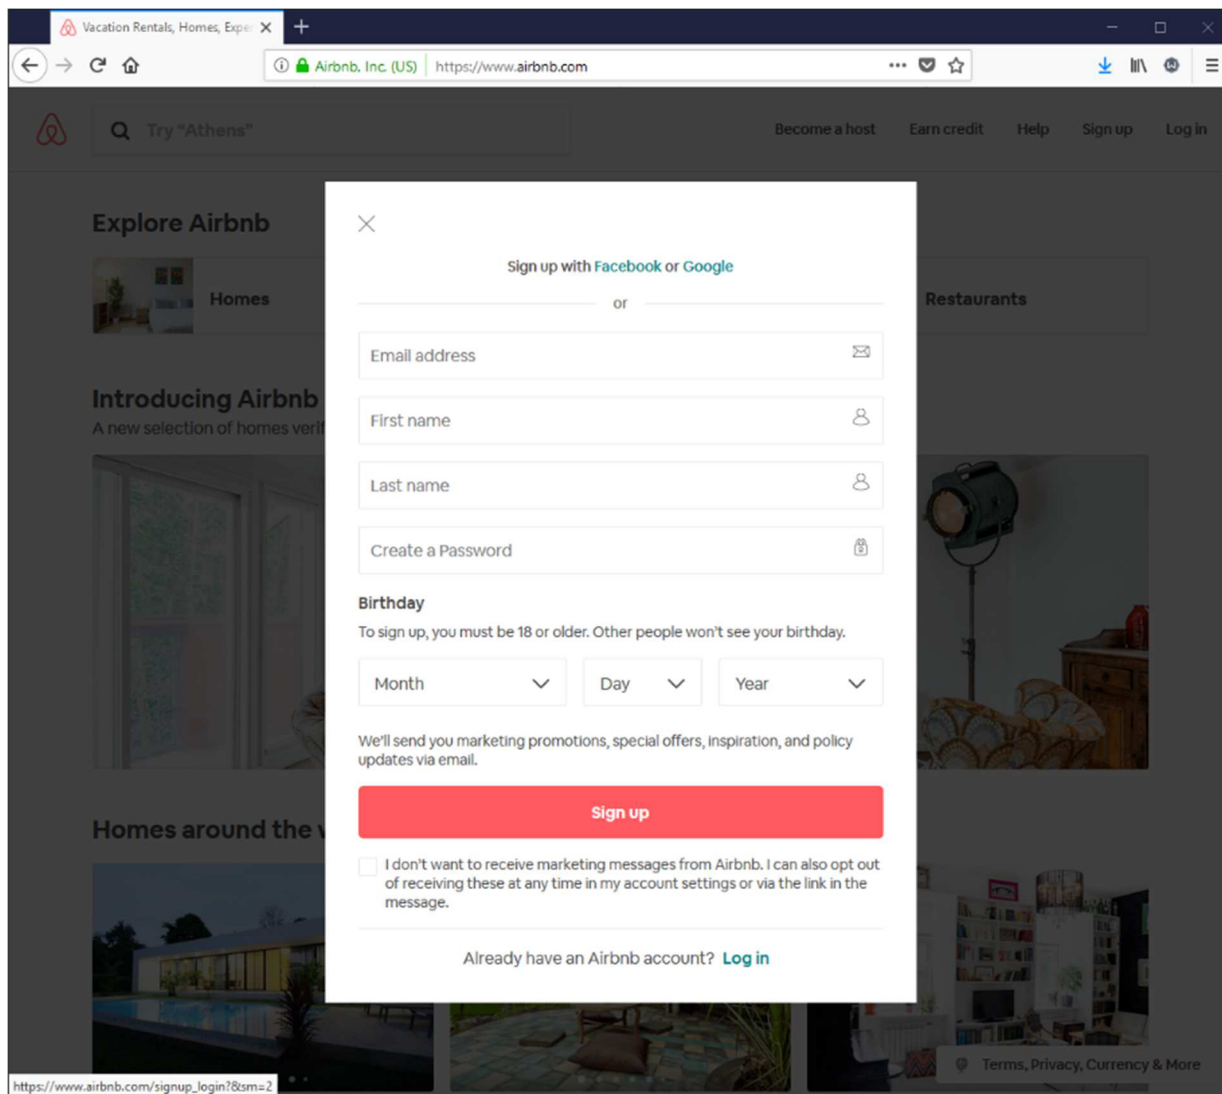 Vacation Rentals, Homes, Expe
Airbnb, Inc. (US) https://www.airbnb.com
Try "Athens"
Become a host Earn credit Help Sign up Log in
Explore Airbnb
Homes
Restaurants
Introducing Airbnb
A new selection of homes verif
Homes around the w
Sign up with Facebook or Google
or
Email address
First name
Last name
Create a Password
Birthday
To sign up, you must be 18 or older. Other people won't see your birthday.
Month Day Year
We'll send you marketing promotions, special offers, inspiration, and policy
updates via email.
Sign up
I don't want to receive marketing messages from Airbnb. I can also opt out
of receiving these at any time in my account settings or via the link in the
message.
Already have an Airbnb account? Log in
Terms, Privacy, Currency & More
https://www.airbnb.com/signup_login?&sm=2